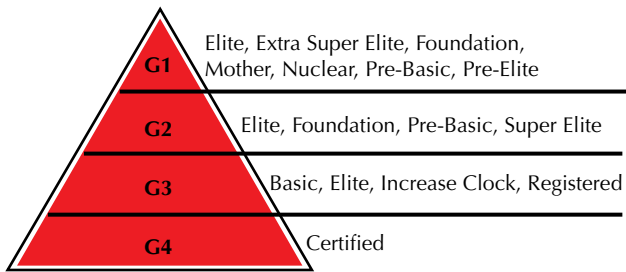 G1
Elite, Extra Super Elite, Foundation,
Mother, Nuclear, Pre-Basic, Pre-Elite
G2
Elite, Foundation, Pre-Basic, Super Elite
G3
Basic, Elite, Increase Clock, Registered
G4
Certified